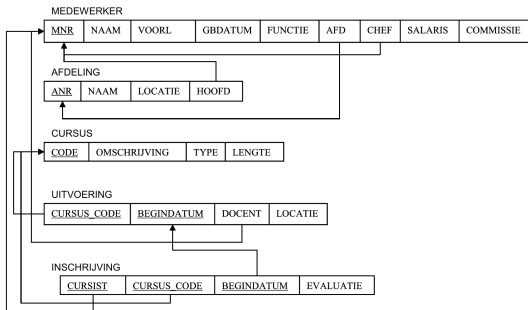 MEDEWERKER
MNR NAAM VOORL GBDATUM FUNCTIE AFD CHEF SALARIS COMMISSIE
AFDELING
ANR NAAM LOCATIE HOOFD
CURSUS
CODE OMSCHRIJVING TYPE LENGTE
UITVOERING
CURSUS_CODE BEGINDATUM DOCENT LOCATIE
INSCHRIJVING
CURSIST CURSUS_CODE BEGINDATUM EVALUATIE